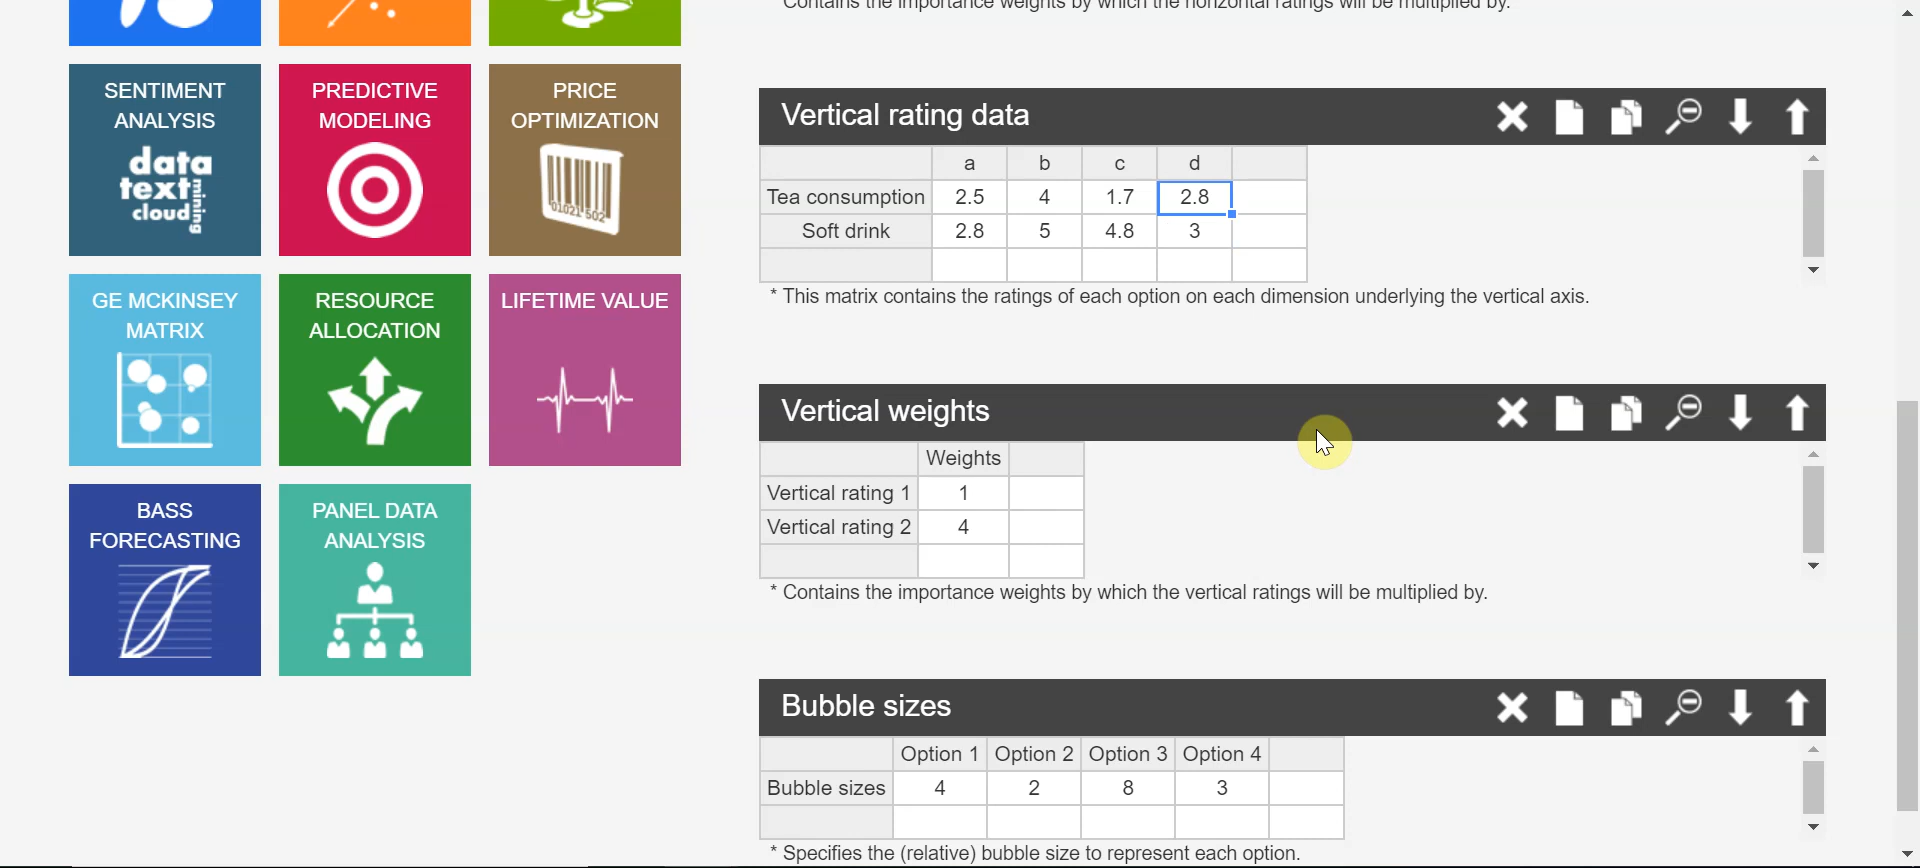 Contains the importance weights by which the horizontal ratings will be multiplied by.
SENTIMENT
ANALYSIS
data
text mining
cloud
PREDICTIVE
MODELING
PRICE
OPTIMIZATION
01021 502
GE MCKINSEY
MATRIX
RESOURCE
ALLOCATION
LIFETIME VALUE
BASS
FORECASTING
PANEL DATA
ANALYSIS
Vertical rating data
a b c d
Tea consumption 2.5 4 1.7 2.8
Soft drink 2.8 5 4.8 3
* This matrix contains the ratings of each option on each dimension underlying the vertical axis.
Vertical weights
Weights
Vertical rating 1 1
Vertical rating 2 4
* Contains the importance weights by which the vertical ratings will be multiplied by.
Bubble sizes
Option 1 Option 2 Option 3 Option 4
Bubble sizes 4 2 8 3
* Specifies the (relative) bubble size to represent each option.